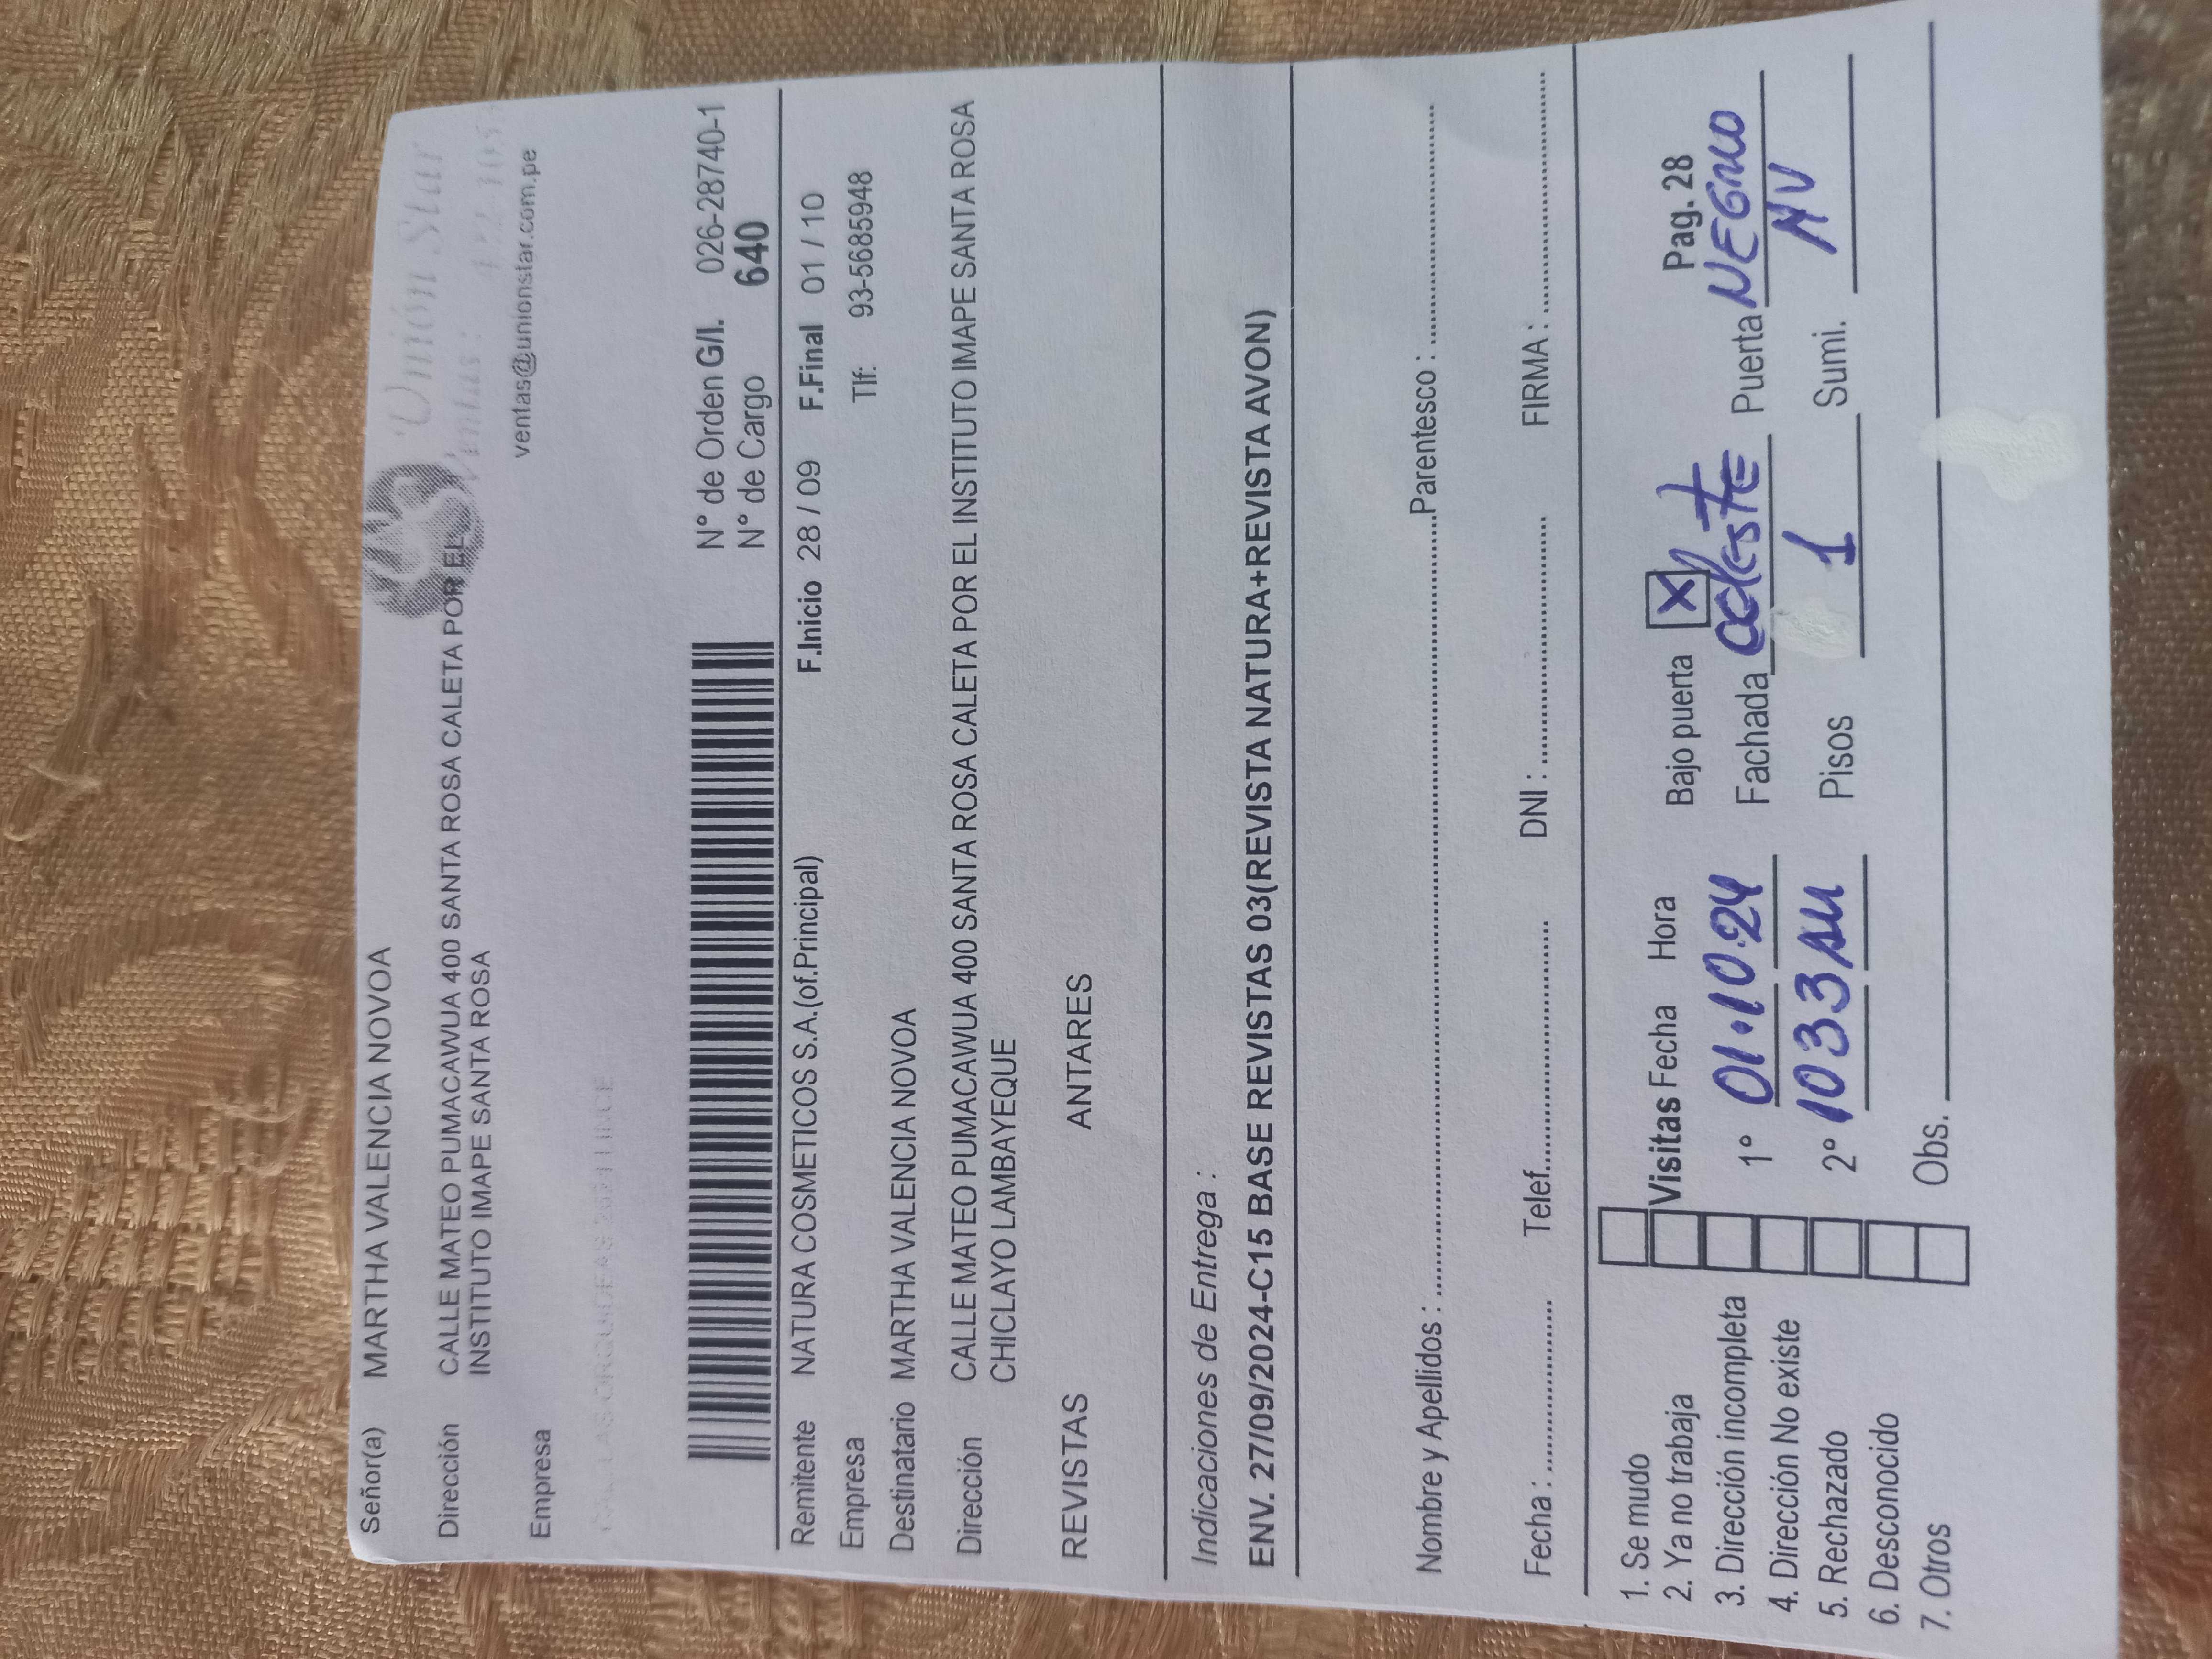 Unión Star
Señor(a) MARTHA VALENCIA NOVOA
Ventas :
Dirección CALLE MATEO PUMACAWUA 400 SANTA ROSA CALETA POR EL
INSTITUTO IMAPE SANTA ROSA
ventas@unionstar.com.pe
Empresa
N° de Orden G/I. 026-28740-1
N° de Cargo 640
Remitente NATURA COSMETICOS S.A.(of.Principal) F.Inicio 28 / 09 F.Final 01 / 10
Empresa Tlf: 93-5685948
Destinatario MARTHA VALENCIA NOVOA
Dirección CALLE MATEO PUMACAWUA 400 SANTA ROSA CALETA POR EL INSTITUTO IMAPE SANTA ROSA
CHICLAYO LAMBAYEQUE
REVISTAS ANTARES
Indicaciones de Entrega :
ENV. 27/09/2024-C15 BASE REVISTAS 03(REVISTA NATURA+REVISTA AVON)
Nombre y Apellidos : Parentesco :
Fecha : Telef. DNI : FIRMA :
1. Se mudo
2. Ya no trabaja
3. Dirección incompleta
4. Dirección No existe
5. Rechazado
6. Desconocido
7. Otros
Visitas Fecha Hora Bajo puerta X Pag. 28
1° 01.10.24 Fachada celeste Puerta NEGRO
2° 1033 Pisos 1 Sumi. NV
Obs.